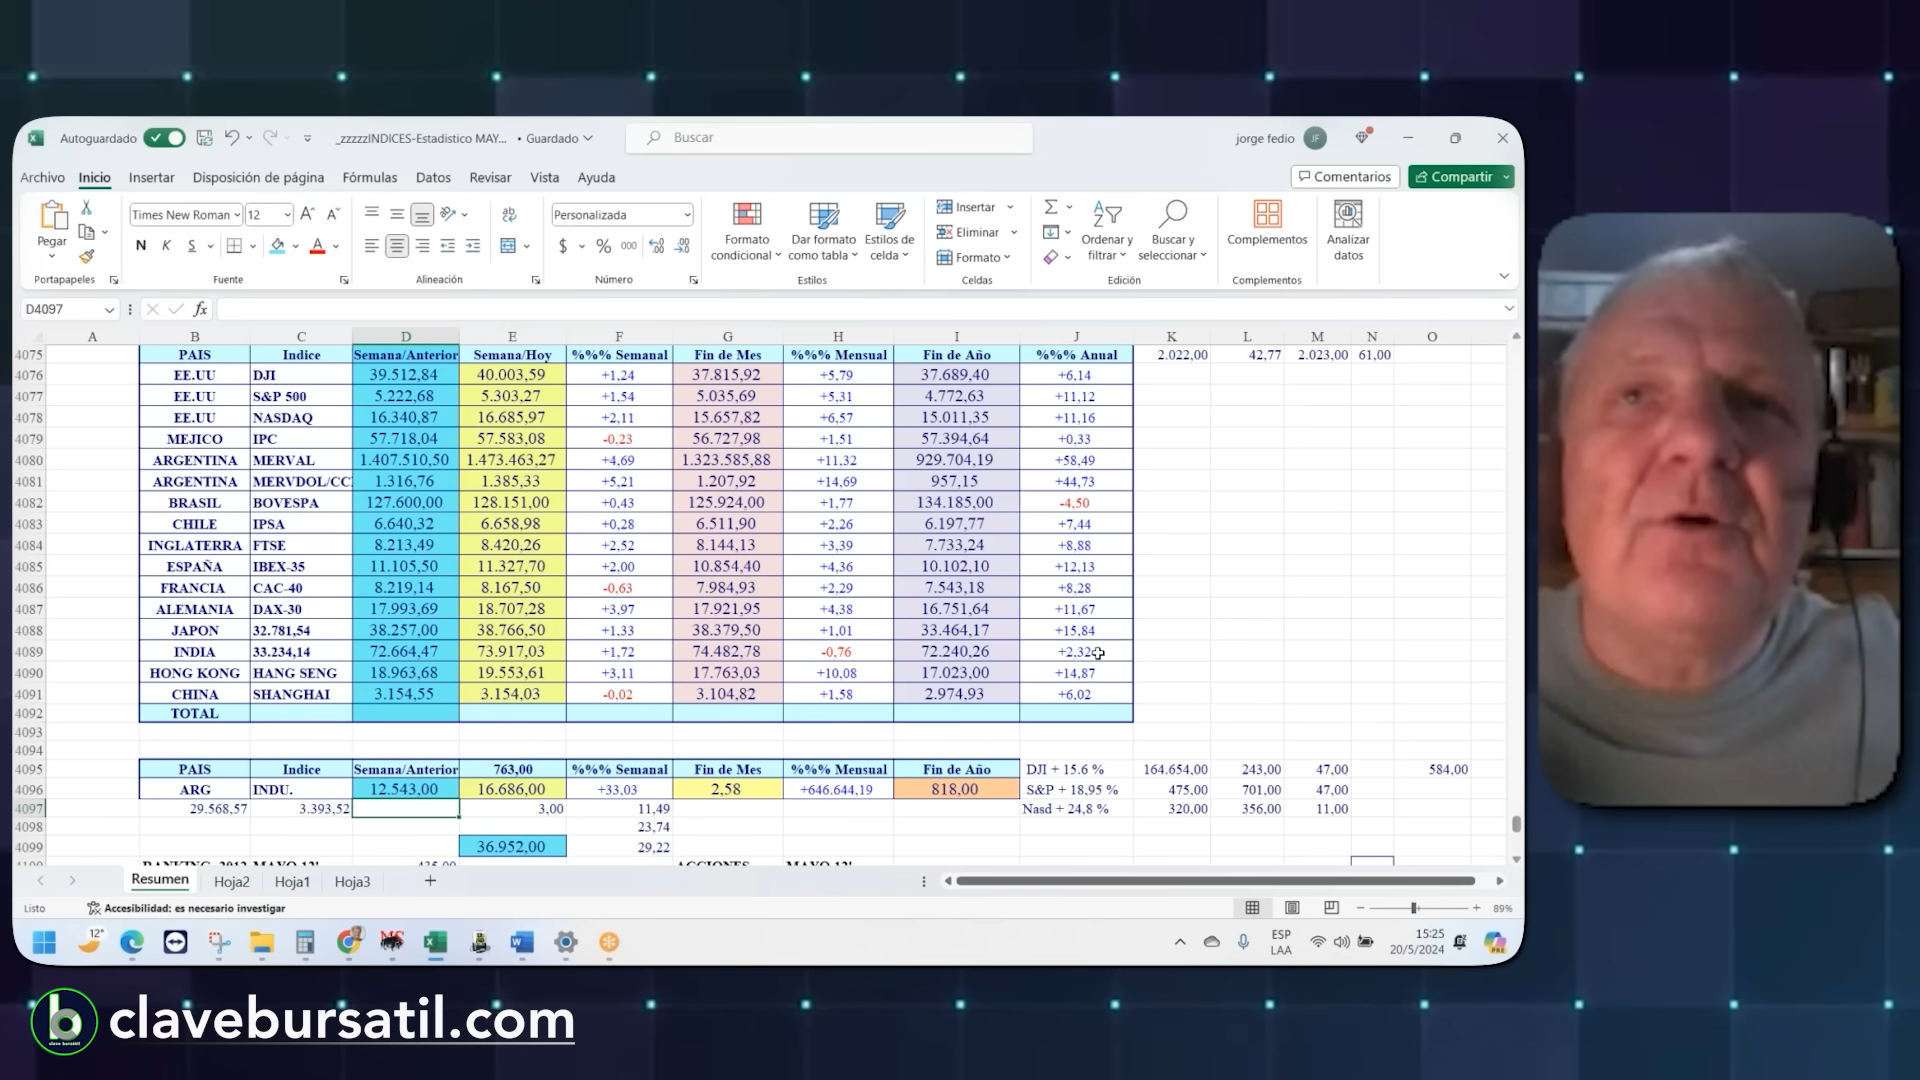 Autoguardado _zzzzzINDICES-Estadistico MAY... • Guardado Buscar jorge fedio JF
Archivo Inicio Insertar Disposición de página Fórmulas Datos Revisar Vista Ayuda Comentarios Compartir
Pegar Times New Roman 12 Personalizada Formato condicional Dar formato como tabla Estilos de celda Insertar Eliminar Formato Ordenar y filtrar Buscar y seleccionar Complementos Analizar datos
N K S $ % 000
Portapapeles Fuente Alineación Número Estilos Celdas Edición Complementos
D4097 fx
A B C D E F G H I J K L M N O
4075 PAIS Indice Semana/Anterior Semana/Hoy %%% Semanal Fin de Mes %%% Mensual Fin de Año %%% Anual 2.022,00 42,77 2.023,00 61,00
4076 EE.UU DJI 39.512,84 40.003,59 +1,24 37.815,92 +5,79 37.689,40 +6,14
4077 EE.UU S&P 500 5.222,68 5.303,27 +1,54 5.035,69 +5,31 4.772,63 +11,12
4078 EE.UU NASDAQ 16.340,87 16.685,97 +2,11 15.657,82 +6,57 15.011,35 +11,16
4079 MEJICO IPC 57.718,04 57.583,08 -0,23 56.727,98 +1,51 57.394,64 +0,33
4080 ARGENTINA MERVAL 1.407.510,50 1.473.463,27 +4,69 1.323.585,88 +11,32 929.704,19 +58,49
4081 ARGENTINA MERVDOL/CC 1.316,76 1.385,33 +5,21 1.207,92 +14,69 957,15 +44,73
4082 BRASIL BOVESPA 127.600,00 128.151,00 +0,43 125.924,00 +1,77 134.185,00 -4,50
4083 CHILE IPSA 6.640,32 6.658,98 +0,28 6.511,90 +2,26 6.197,77 +7,44
4084 INGLATERRA FTSE 8.213,49 8.420,26 +2,52 8.144,13 +3,39 7.733,24 +8,88
4085 ESPAÑA IBEX-35 11.105,50 11.327,70 +2,00 10.854,40 +4,36 10.102,10 +12,13
4086 FRANCIA CAC-40 8.219,14 8.167,50 -0,63 7.984,93 +2,29 7.543,18 +8,28
4087 ALEMANIA DAX-30 17.993,69 18.707,28 +3,97 17.921,95 +4,38 16.751,64 +11,67
4088 JAPON 32.781,54 38.257,00 38.766,50 +1,33 38.379,50 +1,01 33.464,17 +15,84
4089 INDIA 33.234,14 72.664,47 73.917,03 +1,72 74.482,78 -0,76 72.240,26 +2,32
4090 HONG KONG HANG SENG 18.963,68 19.553,61 +3,11 17.763,03 +10,08 17.023,00 +14,87
4091 CHINA SHANGHAI 3.154,55 3.154,03 -0,02 3.104,82 +1,58 2.974,93 +6,02
4092 TOTAL
4093
4094
4095 PAIS Indice Semana/Anterior 763,00 %%% Semanal Fin de Mes %%% Mensual Fin de Año DJI + 15.6 % 164.654,00 243,00 47,00 584,00
4096 ARG INDU. 12.543,00 16.686,00 +33,03 2,58 +646.644,19 818,00 S&P + 18,95 % 475,00 701,00 47,00
4097 29.568,57 3.393,52 3,00 11,49 Nasd + 24,8 % 320,00 356,00 11,00
4098 23,74
4099 36.952,00 29,22
4100 RANKING 2012 MAYO 12' 435,00 ACCIONES MAYO 12'
Resumen Hoja2 Hoja1 Hoja3
Listo Accesibilidad: es necesario investigar 89%
12° ESP LAA 15:25 20/5/2024
clavebursatil.com